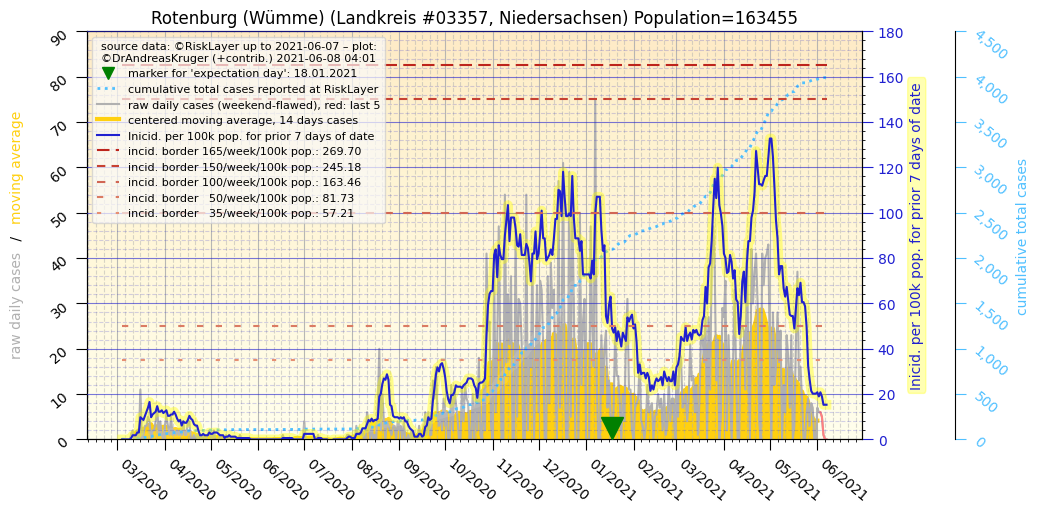 Rotenburg (Wümme) (Landkreis #03357, Niedersachsen) Population=163455
source data: ©RiskLayer up to 2021-06-07 – plot:
©DrAndreasKruger (+contrib.) 2021-06-08 04:01
marker for 'expectation day': 18.01.2021
cumulative total cases reported at RiskLayer
raw daily cases (weekend-flawed), red: last 5
centered moving average, 14 days cases
Inicid. per 100k pop. for prior 7 days of date
incid. border 165/week/100k pop.: 269.70
incid. border 150/week/100k pop.: 245.18
incid. border 100/week/100k pop.: 163.46
incid. border 50/week/100k pop.: 81.73
incid. border 35/week/100k pop.: 57.21
raw daily cases / moving average
90
80
70
60
50
40
30
20
10
0
03/2020
04/2020
05/2020
06/2020
07/2020
08/2020
09/2020
10/2020
11/2020
12/2020
01/2021
02/2021
03/2021
04/2021
05/2021
06/2021
180
160
140
120
100
80
60
40
20
0
Inicid. per 100k pop. for prior 7 days of date
4,500
4,000
3,500
3,000
2,500
2,000
1,500
1,000
500
0
cumulative total cases